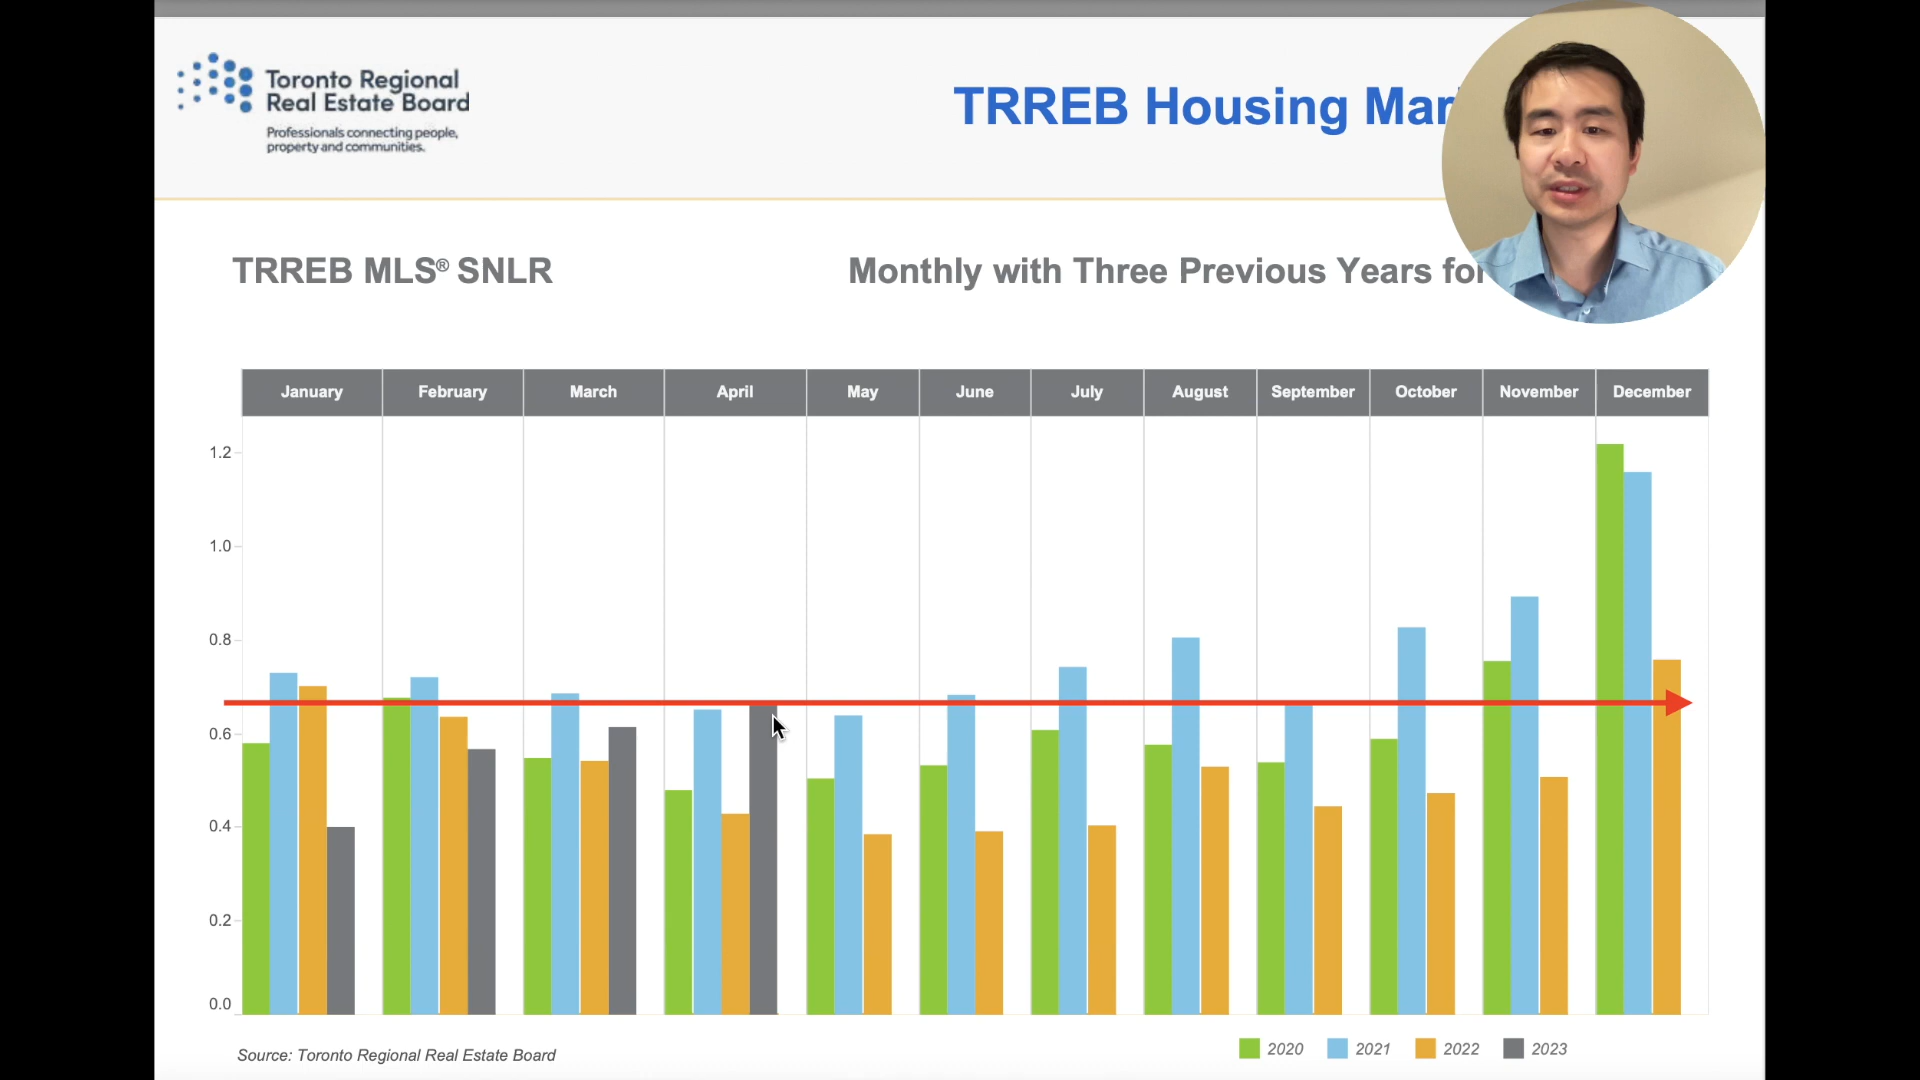 Toronto Regional
Real Estate Board
Professionals connecting people,
property and communities.
TRREB Housing Mar
TRREB MLS® SNLR
Monthly with Three Previous Years for
January February March April May June July August September October November December
1.2
1.0
0.8
0.6
0.4
0.2
0.0
Source: Toronto Regional Real Estate Board
2020 2021 2022 2023